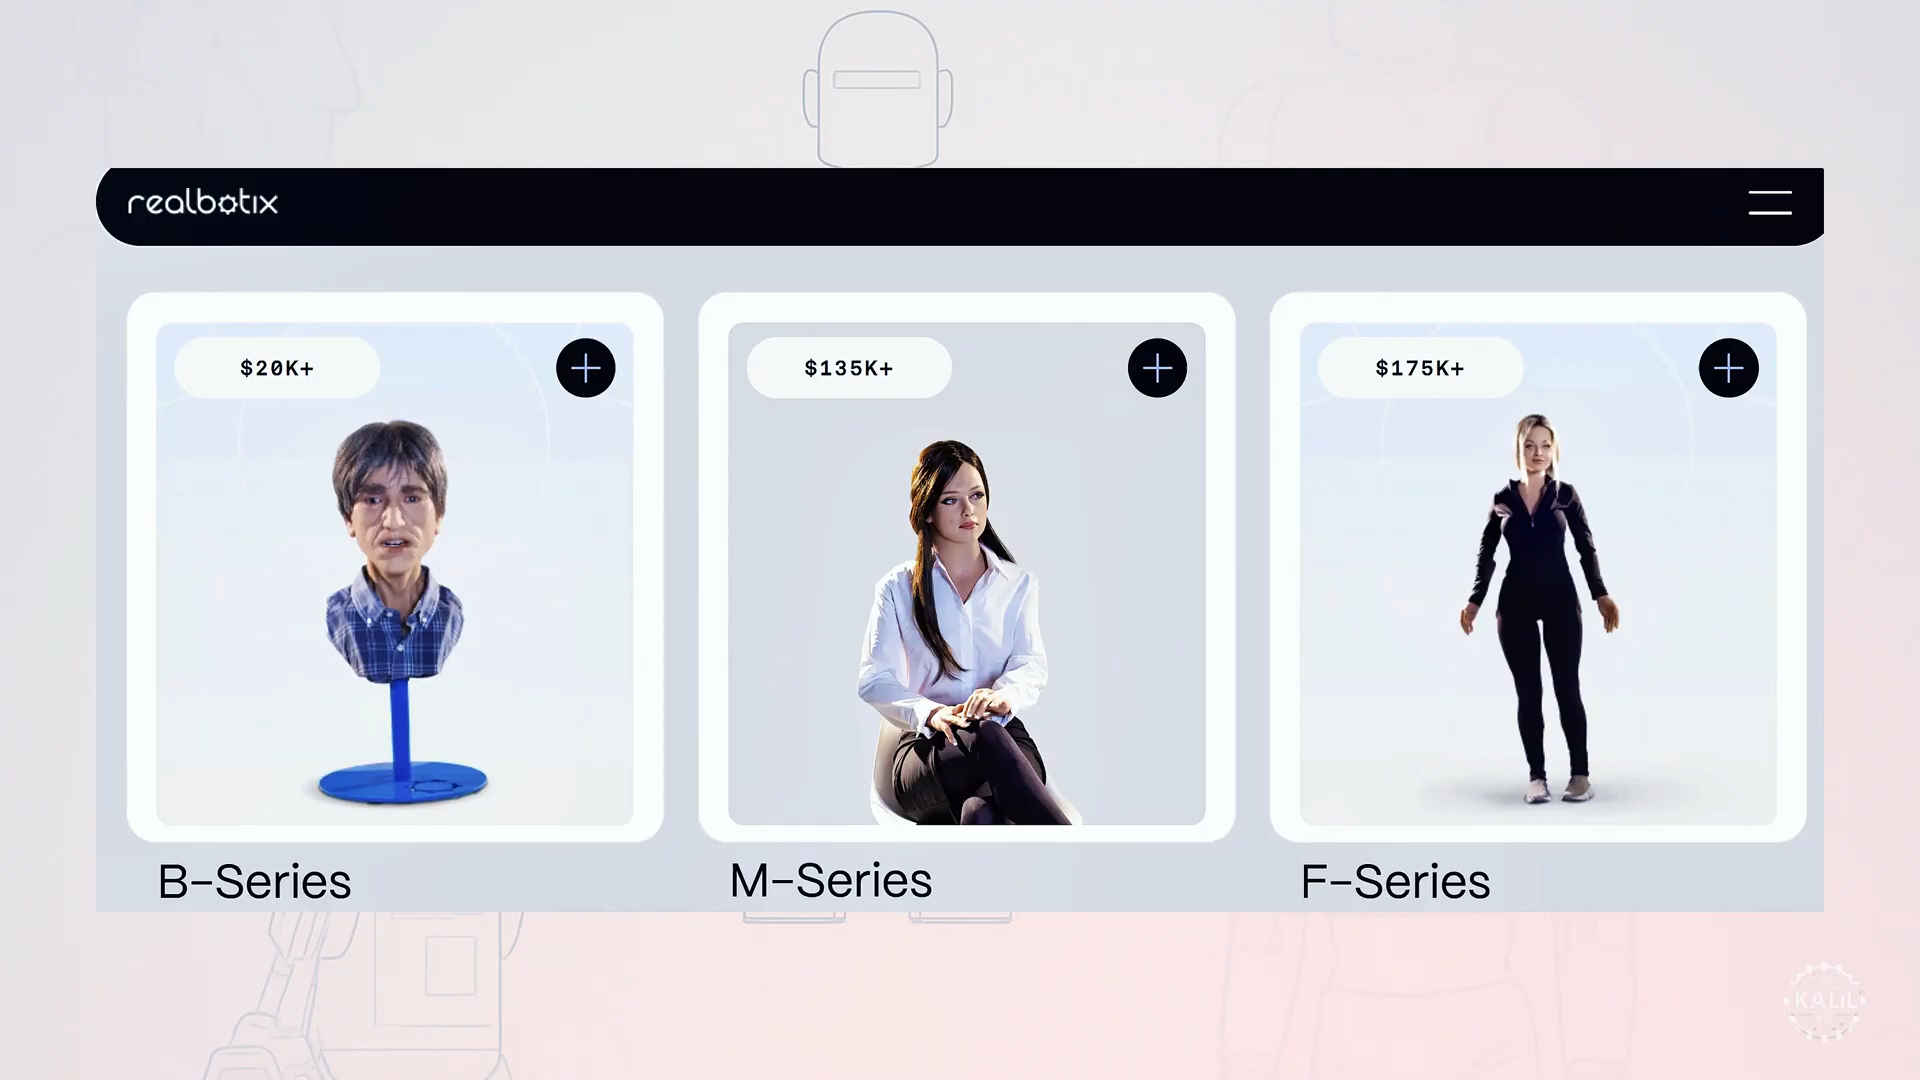 realbotix
$20K+
$135K+
$175K+
B-Series
M-Series
F-Series
KALIL